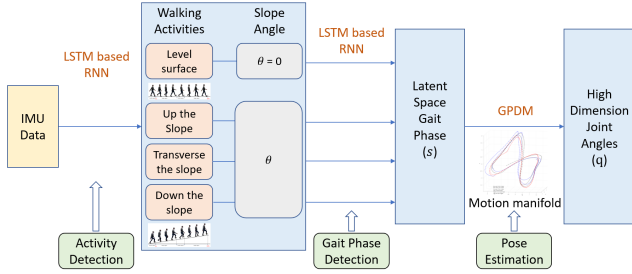 Walking
Activities
Slope
Angle
LSTM based
RNN
LSTM based
RNN
Level
surface
θ = 0
IMU
Data
Up the
Slope
Transverse
the slope
Down the
slope
θ
Latent
Space
Gait
Phase
(s)
GPDM
Motion manifold
High
Dimension
Joint
Angles
(q)
Activity
Detection
Gait Phase
Detection
Pose
Estimation